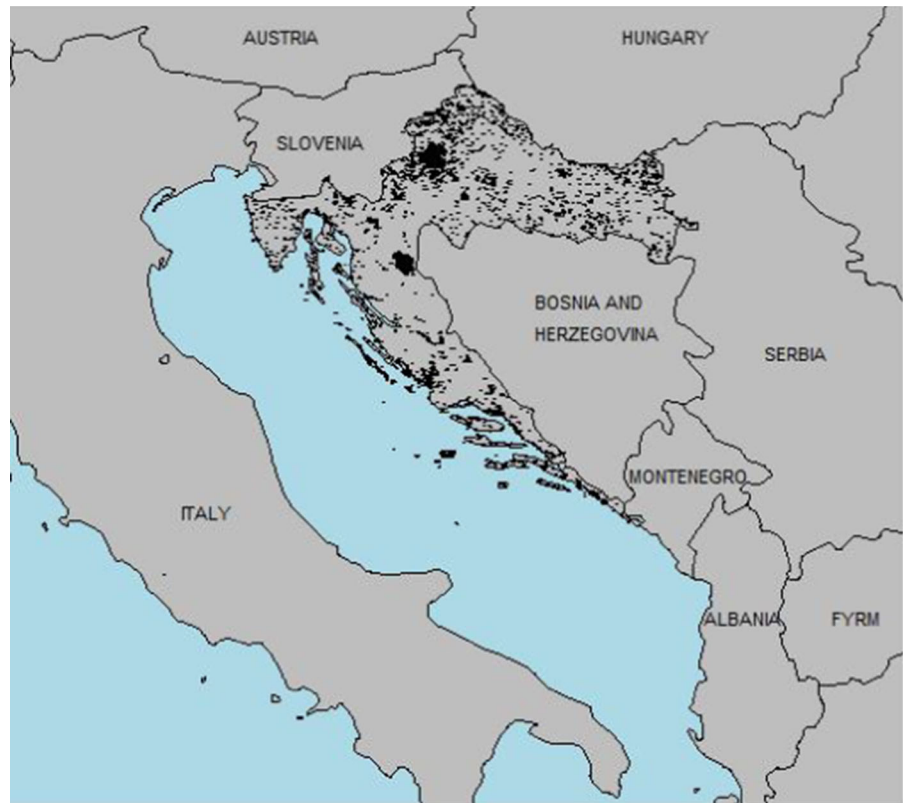 AUSTRIA
HUNGARY
SLOVENIA
BOSNIA AND
HERZEGOVINA
SERBIA
MONTENEGRO
ITALY
ALBANIA
FYRM